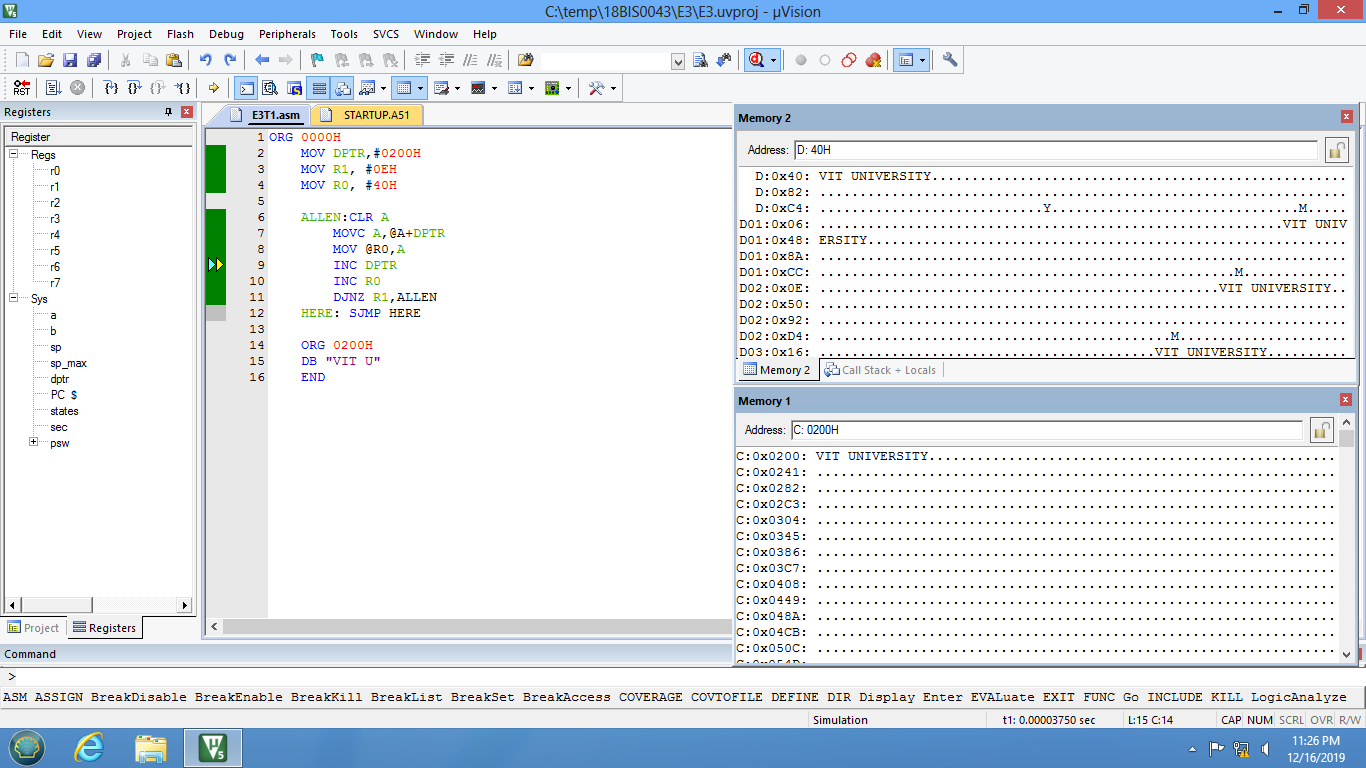 C:\temp\18BIS0043\E3\E3.uvproj - µVision
File Edit View Project Flash Debug Peripherals Tools SVCS Window Help
RST
Registers
Register
Regs
r0
r1
r2
r3
r4
r5
r6
r7
Sys
a
b
sp
sp_max
dptr
PC $
states
sec
psw
Project Registers
E3T1.asm STARTUP.A51
1 ORG 0000H
2 MOV DPTR,#0200H
3 MOV R1, #0EH
4 MOV R0, #40H
5
6 ALLEN:CLR A
7 MOVC A,@A+DPTR
8 MOV @R0,A
9 INC DPTR
10 INC R0
11 DJNZ R1,ALLEN
12 HERE: SJMP HERE
13
14 ORG 0200H
15 DB "VIT U"
16 END
Memory 2
Address: D: 40H
D:0x40: VIT UNIVERSITY....................................................
D:0x82: ..................................................................
D:0xC4: ............................Y...............................M.....
D01:0x06: ..........................................................VIT UNIV
D01:0x48: ERSITY............................................................
D01:0x8A: ..................................................................
D01:0xCC: ....................................................M.............
D02:0x0E: ..................................................VIT UNIVERSITY..
D02:0x50: ..................................................................
D02:0x92: ..................................................................
D02:0xD4: ............................................M.....................
D03:0x16: ..........................................VIT UNIVERSITY..........
Memory 2 Call Stack + Locals
Memory 1
Address: C: 0200H
C:0x0200: VIT UNIVERSITY...................................................
C:0x0241: .................................................................
C:0x0282: .................................................................
C:0x02C3: .................................................................
C:0x0304: .................................................................
C:0x0345: .................................................................
C:0x0386: .................................................................
C:0x03C7: .................................................................
C:0x0408: .................................................................
C:0x0449: .................................................................
C:0x048A: .................................................................
C:0x04CB: .................................................................
C:0x050C: .................................................................
Command
>
ASM ASSIGN BreakDisable BreakEnable BreakKill BreakList BreakSet BreakAccess COVERAGE COVTOFILE DEFINE DIR Display Enter EVALuate EXIT FUNC Go INCLUDE KILL LogicAnalyze
Simulation t1: 0.00003750 sec L:15 C:14 CAP NUM SCRL OVR R/W
11:26 PM
12/16/2019